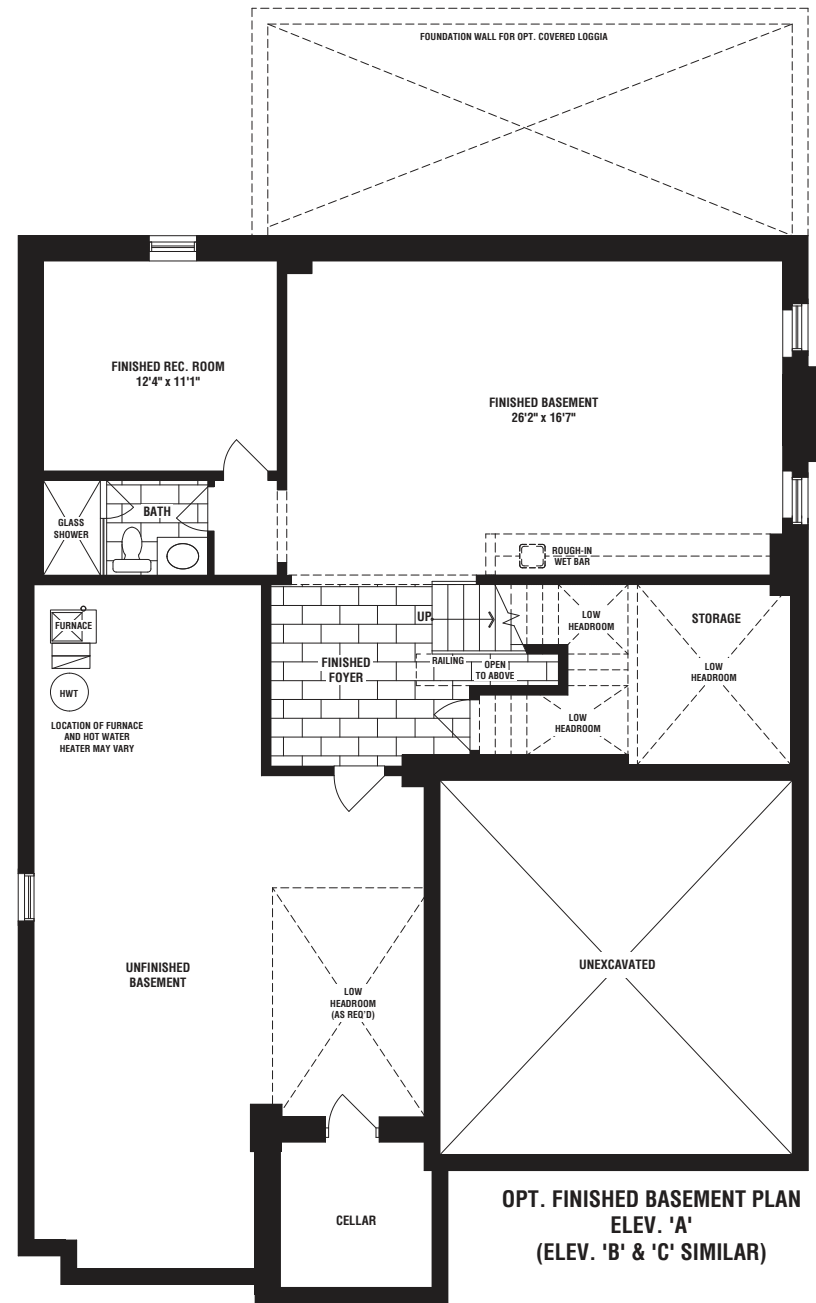 FOUNDATION WALL FOR OPT. COVERED LOGGIA
FINISHED REC. ROOM
12'4" x 11'1"
FINISHED BASEMENT
26'2" x 16'7"
GLASS
SHOWER
BATH
ROUGH-IN
WET BAR
FURNACE
HWT
LOCATION OF FURNACE
AND HOT WATER
HEATER MAY VARY
UP
FINISHED
FOYER
RAILING
OPEN
TO ABOVE
LOW
HEADROOM
LOW
HEADROOM
STORAGE
LOW
HEADROOM
UNFINISHED
BASEMENT
LOW
HEADROOM
(AS REQ'D)
UNEXCAVATED
CELLAR
OPT. FINISHED BASEMENT PLAN
ELEV. 'A'
(ELEV. 'B' & 'C' SIMILAR)